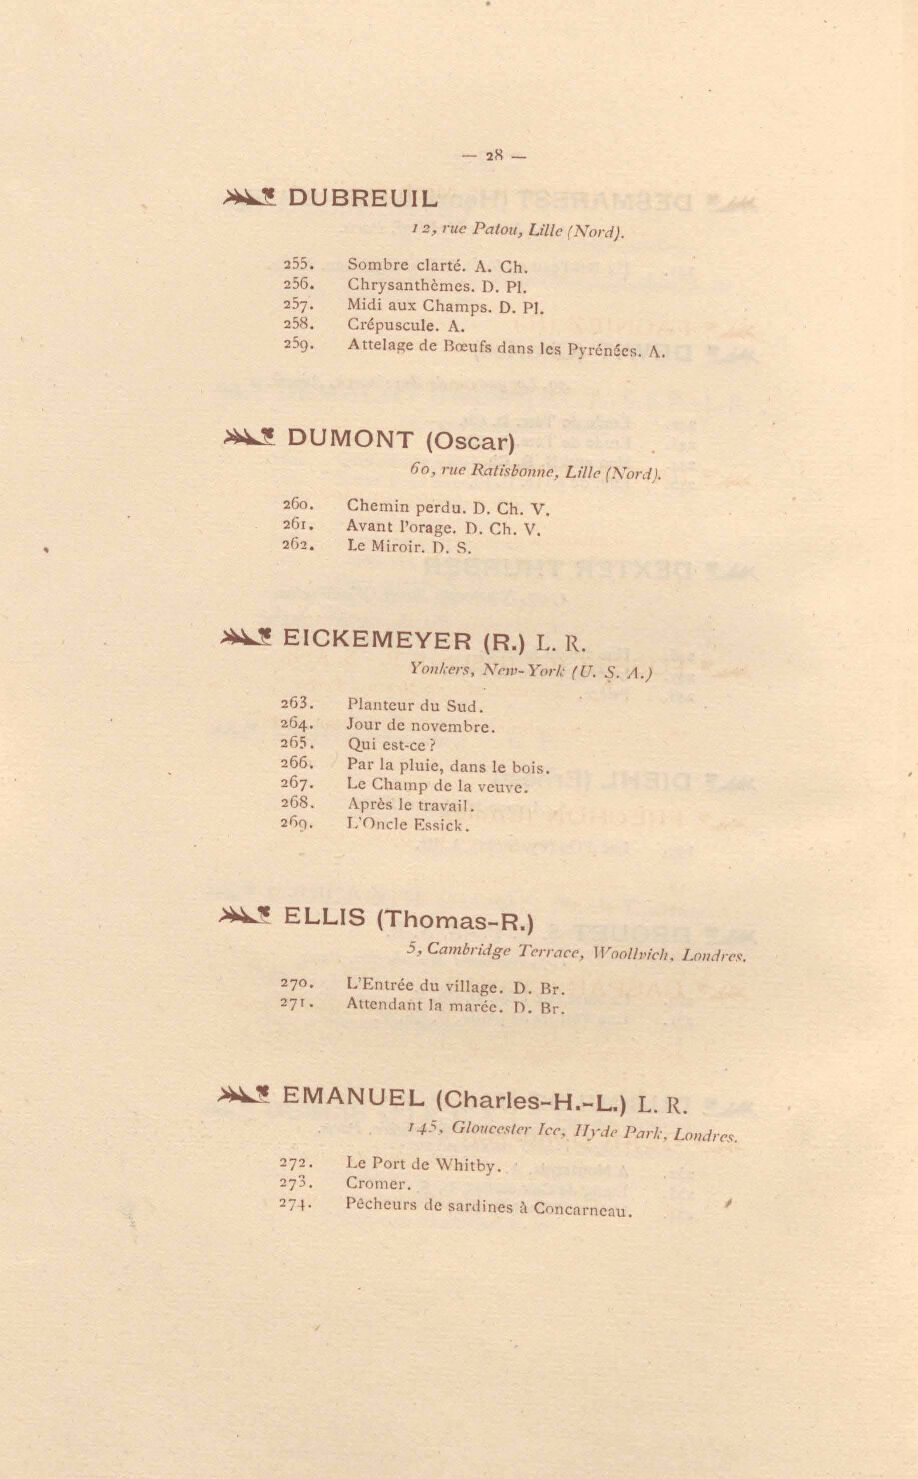 — 28 —
DUBREUIL
12, rue Patou, Lille (Nord).
255. Sombre clarté. A. Ch.
256. Chrysanthèmes. D. Pl.
257. Midi aux Champs. D. Pl.
258. Crépuscule. A.
259. Attelage de Bœufs dans les Pyrénées. A.
DUMONT (Oscar)
60, rue Ratisbonne, Lille (Nord).
260. Chemin perdu. D. Ch. V.
261. Avant l'orage. D. Ch. V.
262. Le Miroir. D. S.
EICKEMEYER (R.) L. R.
Yonkers, New-York (U. S. A.)
263. Planteur du Sud.
264. Jour de novembre.
265. Qui est-ce ?
266. Par la pluie, dans le bois.
267. Le Champ de la veuve.
268. Après le travail.
269. L'Oncle Essick.
ELLIS (Thomas-R.)
5, Cambridge Terrace, Woollvich, Londres.
270. L'Entrée du village. D. Br.
271. Attendant la marée. D. Br.
EMANUEL (Charles-H.-L.) L. R.
145, Gloucester Ice, Hyde Park, Londres.
272. Le Port de Whitby.
273. Cromer.
274. Pêcheurs de sardines à Concarneau.